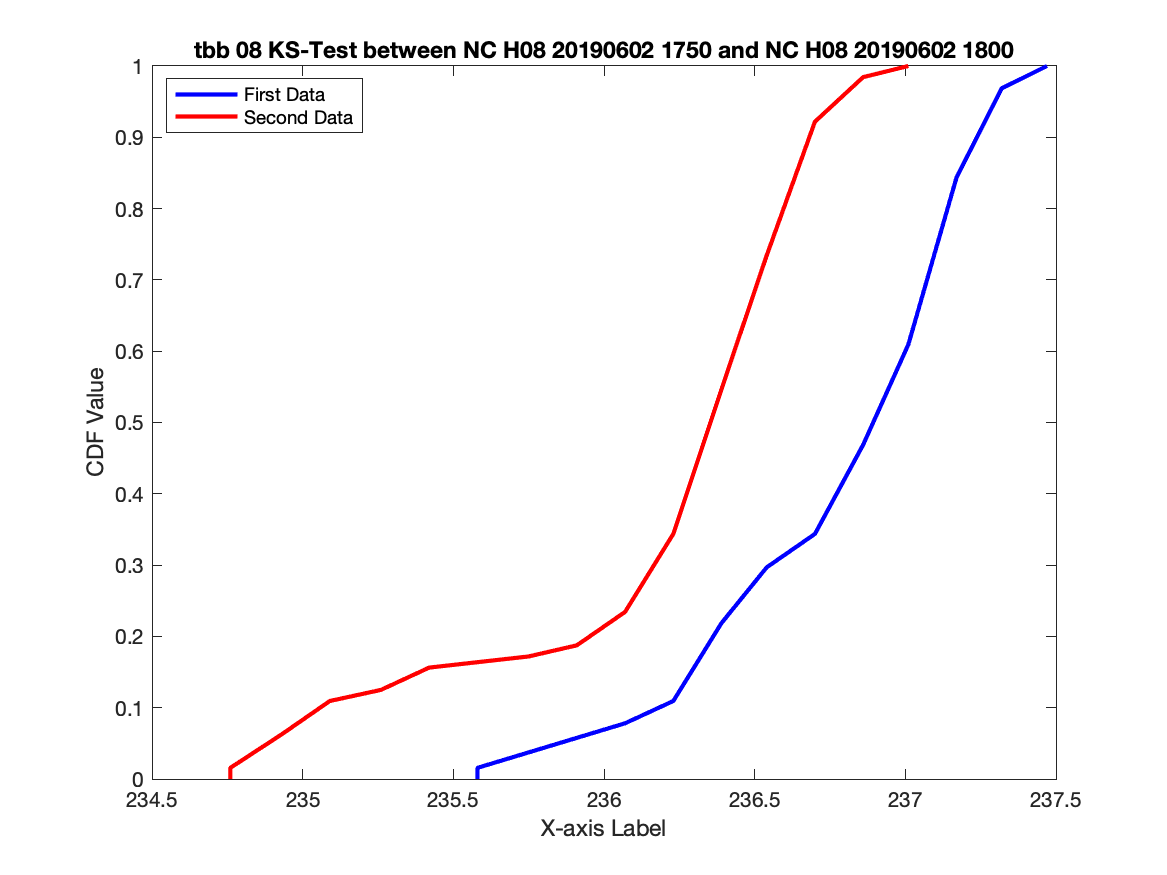 tbb 08 KS-Test between NC H08 20190602 1750 and NC H08 20190602 1800
First Data
Second Data
1
0.9
0.8
0.7
0.6
0.5
0.4
0.3
0.2
0.1
0
CDF Value
234.5 235 235.5 236 236.5 237 237.5
X-axis Label